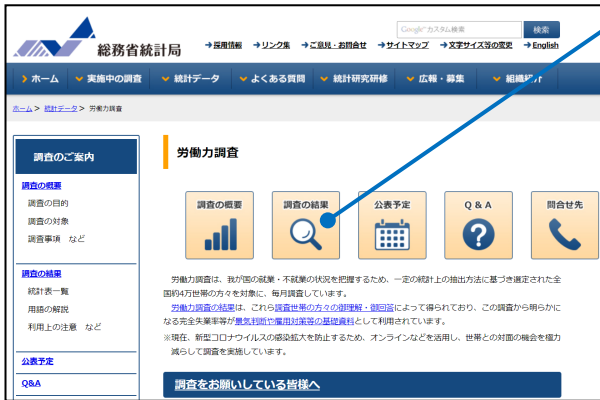 Google カスタム検索
検索
総務省統計局
→採用情報 →リンク集 →ご意見・お問合せ →サイトマップ →文字サイズ等の変更 →English
ホーム 実施中の調査 統計データ よくある質問 統計研究研修 広報・募集 組織紹介
ホーム > 統計データ > 労働力調査
調査のご案内
調査の概要
調査の目的
調査の対象
調査事項 など
調査の結果
統計表一覧
用語の解説
利用上の注意 など
公表予定
Q&A
労働力調査
調査の概要 調査の結果 公表予定 Q & A 問合せ先
労働力調査は、我が国の就業・不就業の状況を把握するため、一定の統計上の抽出方法に基づき選定された全
国約4万世帯の方々を対象に、毎月調査しています。
労働力調査の結果は、これら調査世帯の方々の御理解・御回答によって得られており、この調査から明らかに
なる完全失業率等が景気判断や雇用対策等の基礎資料として利用されています。
※現在、新型コロナウイルスの感染拡大を防止するため、オンラインなどを活用し、世帯との対面の機会を極力
減らして調査を実施しています。
調査をお願いしている皆様へ